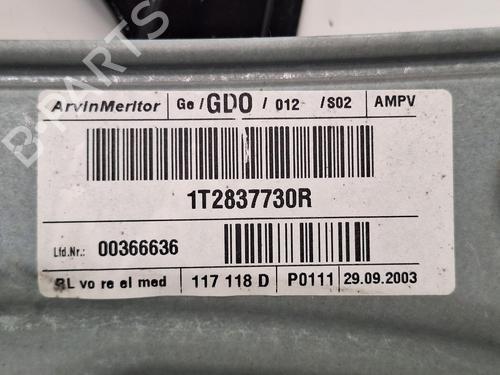 ArvinMeritor Ge / GDO / 012 / S02 AMPV
1T2837730R
Lfd.Nr.: 00366636
RL vo re el med 117 118 D P0111 29.09.2003